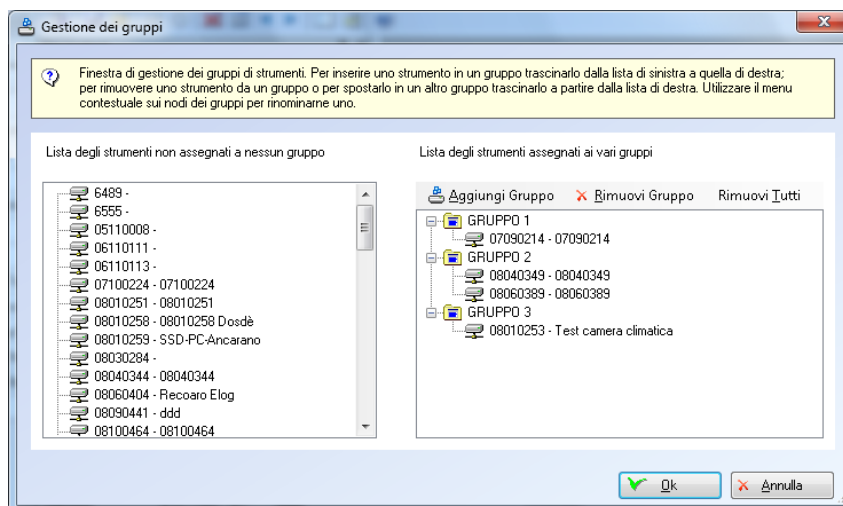 Gestione dei gruppi
Finestra di gestione dei gruppi di strumenti. Per inserire uno strumento in un gruppo trascinarlo dalla lista di sinistra a quella di destra;
per rimuovere uno strumento da un gruppo o per spostarlo in un altro gruppo trascinarlo a partire dalla lista di destra. Utilizzare il menu
contestuale sui nodi dei gruppi per rinominarne uno.
Lista degli strumenti non assegnati a nessun gruppo
6489 -
6555 -
05110008 -
06110111 -
06110113 -
07100224 - 07100224
08010251 - 08010251
08010258 - 08010258 Dosdè
08010259 - SSD-PC-Ancarano
08030284 -
08040344 - 08040344
08060404 - Recoaro Elog
08090441 - ddd
08100464 - 08100464
Lista degli strumenti assegnati ai vari gruppi
Aggiungi Gruppo Rimuovi Gruppo Rimuovi Tutti
GRUPPO 1
07090214 - 07090214
GRUPPO 2
08040349 - 08040349
08060389 - 08060389
GRUPPO 3
08010253 - Test camera climatica
Ok Annulla